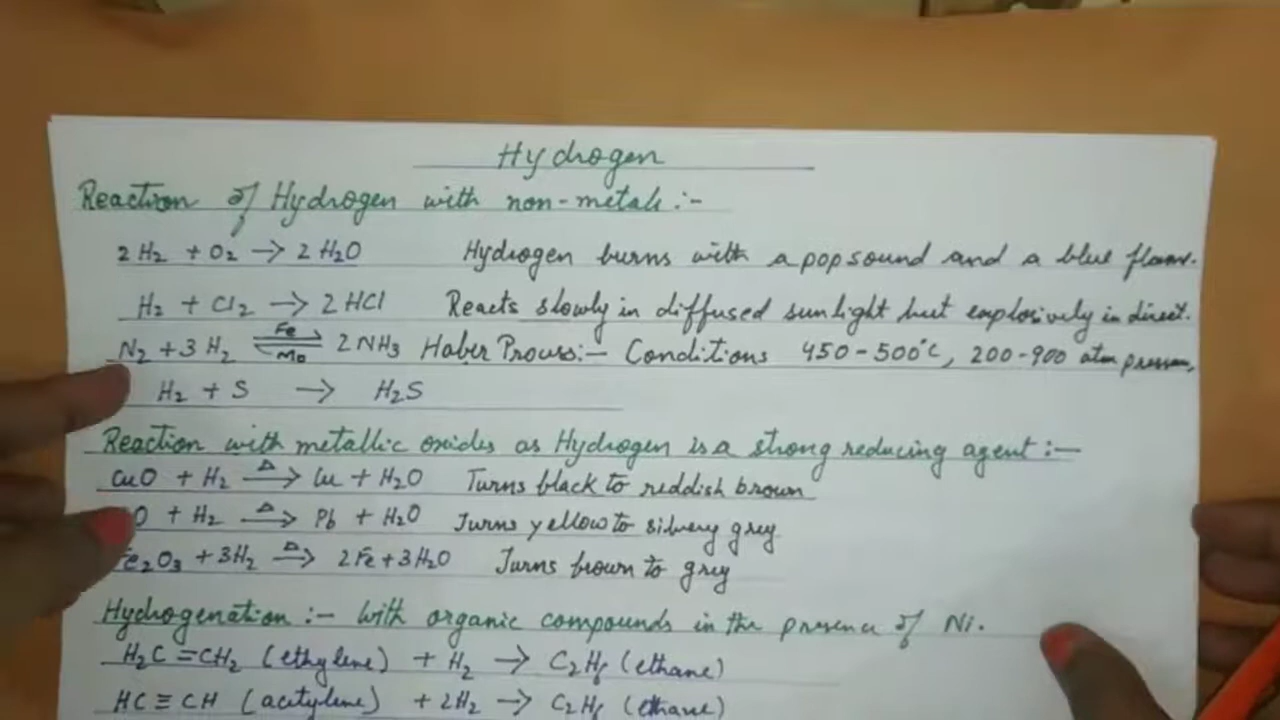 Hydrogen
Reaction of Hydrogen with non-metals :-
2H₂ + O₂ → 2H₂O Hydrogen burns with a pop sound and a blue flame.
H₂ + Cl₂ → 2HCl Reacts slowly in diffused sunlight but explosively in direct.
N₂ + 3H₂ ⇌ Fe Mo 2NH₃ Haber Process:- Conditions 450-500°C, 200-900 atm pressure,
H₂ + S → H₂S
Reaction with metallic oxides as Hydrogen is a strong reducing agent :-
CuO + H₂ Δ→ Cu + H₂O Turns black to reddish brown
O + H₂ Δ→ Pb + H₂O Turns yellow to silvery grey
Fe₂O₃ + 3H₂ Δ→ 2Fe + 3H₂O Turns brown to grey
Hydrogenation :- With organic compounds in the presence of Ni.
H₂C=CH₂ (ethylene) + H₂ → C₂H₆ (ethane)
HC≡CH (acetylene) + 2H₂ → C₂H₆ (ethane)